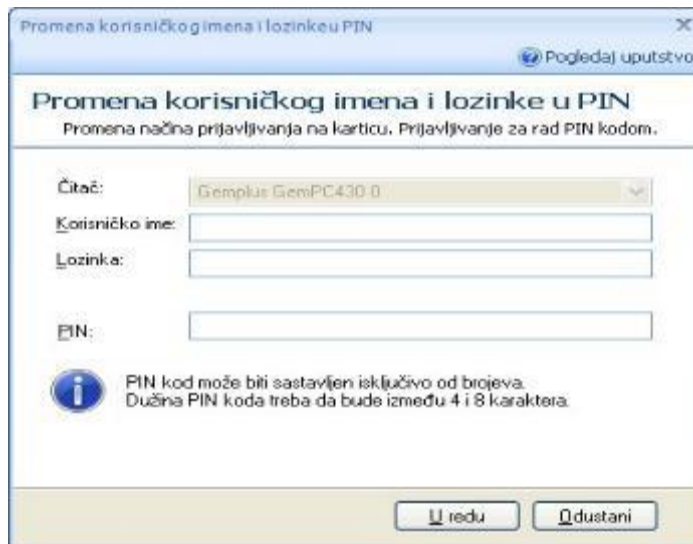 Promena korisničkog imena i lozinkeu PIN
Pogledaj uputstvo
Promena korisničkog imena i lozinke u PIN
Promena načina prijavljivanja na karticu. Prijavljivanje za rad PIN kodom.
Čitač:
Gemplus GemPC430 0
Korisničko ime:
Lozinka:
PIN:
PIN kod može biti sastavljen isključivo od brojeva.
Dužina PIN koda treba da bude između 4 i 8 karaktera.
U redu
Odustani